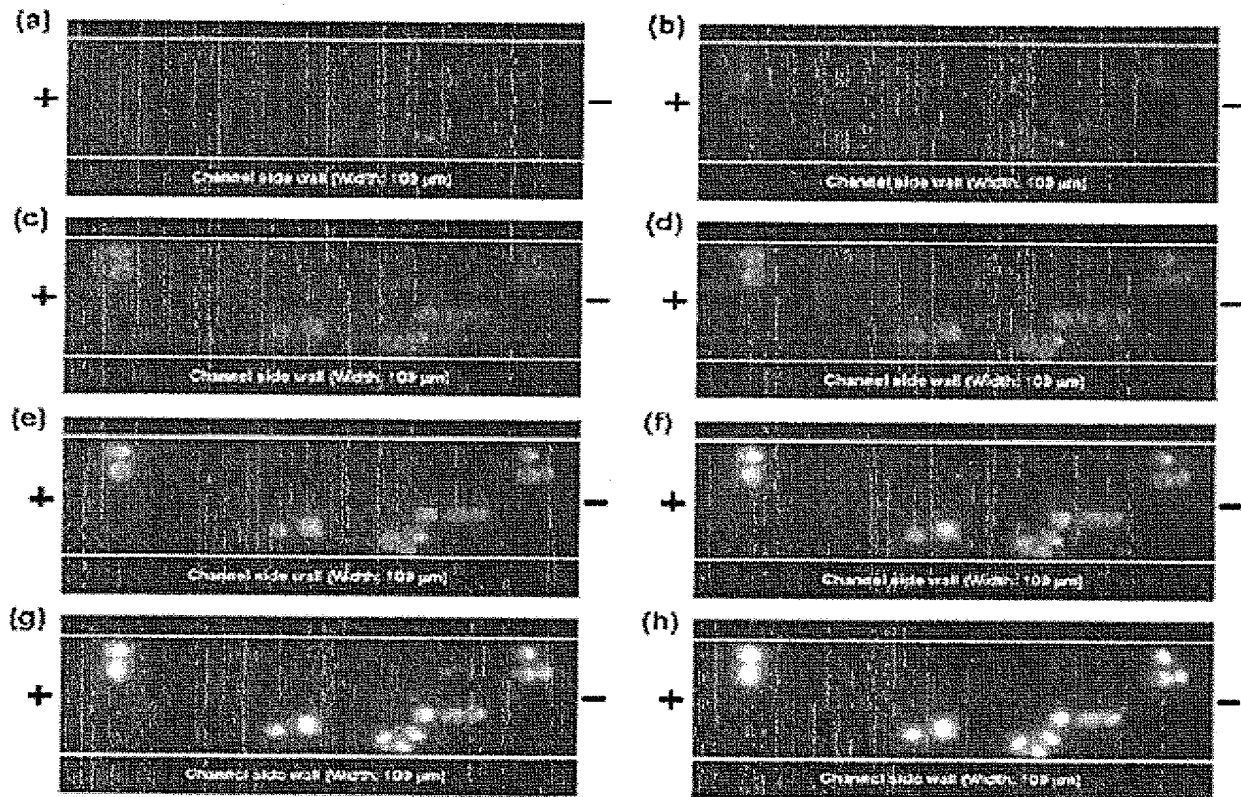 (a)
(b)
+
−
+
−
Channel side wall (Width: 109 µm)
Channel side wall (Width: 109 µm)
(c)
(d)
+
−
+
−
Channel side wall (Width: 109 µm)
Channel side wall (Width: 109 µm)
(e)
(f)
+
−
+
−
Channel side wall (Width: 109 µm)
Channel side wall (Width: 109 µm)
(g)
(h)
+
−
+
−
Channel side wall (Width: 109 µm)
Channel side wall (Width: 109 µm)